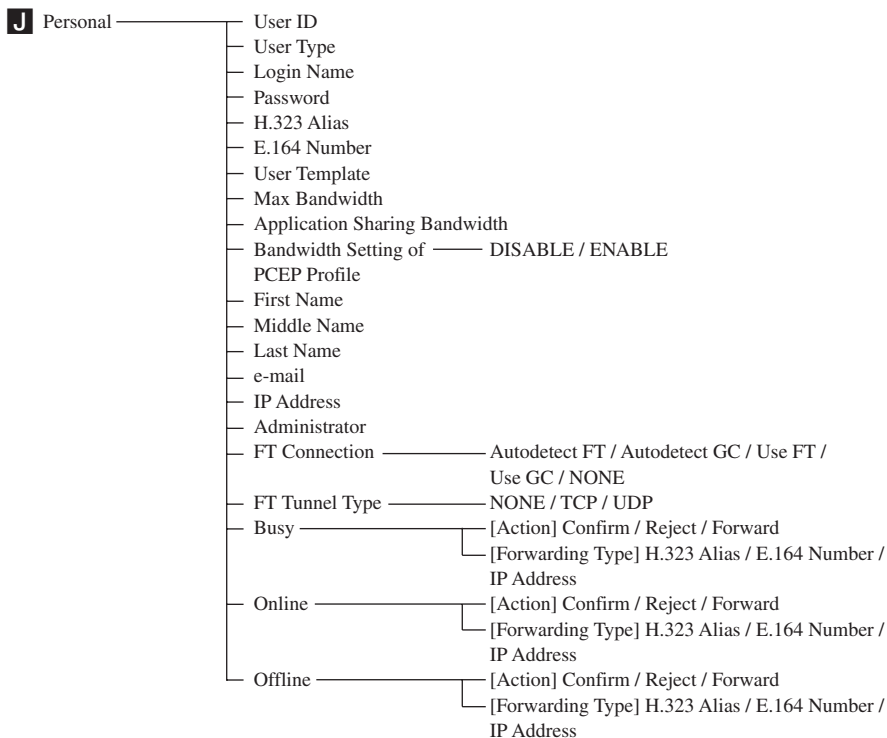 J Personal User ID
User Type
Login Name
Password
H.323 Alias
E.164 Number
User Template
Max Bandwidth
Application Sharing Bandwidth
Bandwidth Setting of DISABLE / ENABLE
PCEP Profile
First Name
Middle Name
Last Name
e-mail
IP Address
Administrator
FT Connection Autodetect FT / Autodetect GC / Use FT /
Use GC / NONE
FT Tunnel Type NONE / TCP / UDP
Busy [Action] Confirm / Reject / Forward
[Forwarding Type] H.323 Alias / E.164 Number /
IP Address
Online [Action] Confirm / Reject / Forward
[Forwarding Type] H.323 Alias / E.164 Number /
IP Address
Offline [Action] Confirm / Reject / Forward
[Forwarding Type] H.323 Alias / E.164 Number /
IP Address